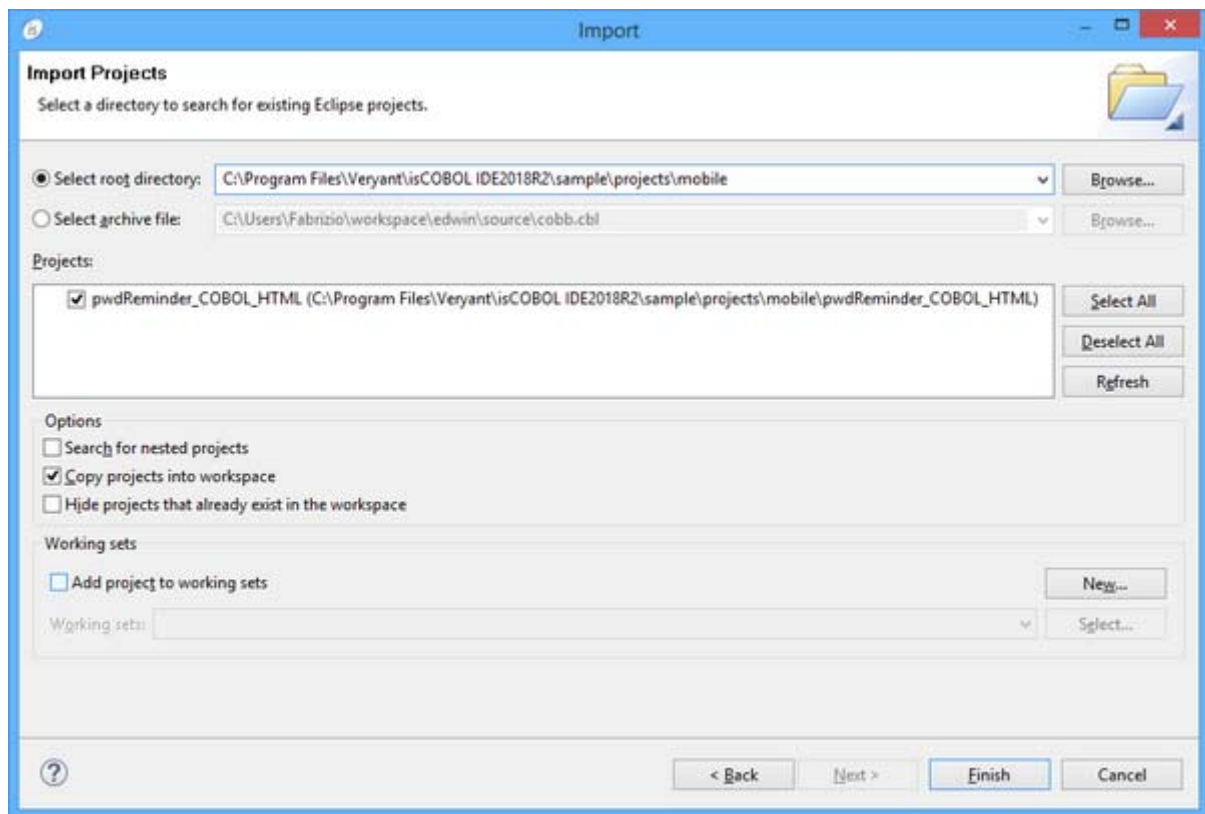 Import
Import Projects
Select a directory to search for existing Eclipse projects.
Select root directory: C:\Program Files\Veryant\isCOBOL IDE2018R2\sample\projects\mobile Browse...
Select archive file: C:\Users\Fabrizio\workspace\edwin\source\cobb.cbl Browse...
Projects:
pwdReminder_COBOL_HTML (C:\Program Files\Veryant\isCOBOL IDE2018R2\sample\projects\mobile\pwdReminder_COBOL_HTML) Select All
Deselect All
Refresh
Options
Search for nested projects
Copy projects into workspace
Hide projects that already exist in the workspace
Working sets
Add project to working sets New...
Working sets: Select...
? < Back Next > Finish Cancel